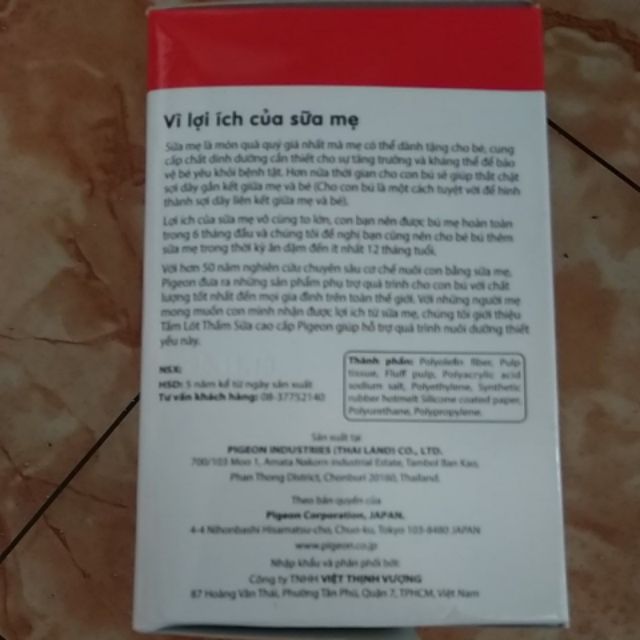 Vì lợi ích của sữa mẹ
Sữa mẹ là món quà quý giá nhất mà mẹ có thể dành tặng cho bé, cung
cấp chất dinh dưỡng cần thiết cho sự tăng trưởng và kháng thể để bảo
vệ bé yêu khỏi bệnh tật. Hơn nữa thời gian cho con bú sẽ giúp thắt chặt
sợi dây gắn kết giữa mẹ và bé (Cho con bú là một cách tuyệt vời để hình
thành sợi dây liên kết giữa mẹ và bé).
Lợi ích của sữa mẹ vô cùng to lớn, con bạn nên được bú mẹ hoàn toàn
trong 6 tháng đầu và chúng tôi đề nghị bạn cũng nên cho bé bú thêm
sữa mẹ trong thời kỳ ăn dặm đến ít nhất 12 tháng tuổi.
Với hơn 50 năm nghiên cứu chuyên sâu cơ chế nuôi con bằng sữa mẹ,
Pigeon đưa ra những sản phẩm phụ trợ quá trình cho con bú với chất
lượng tốt nhất đến mọi gia đình trên toàn thế giới. Với những người mẹ
mong muốn con mình nhận được lợi ích từ sữa mẹ, chúng tôi giới thiệu
Tấm Lót Thấm Sữa cao cấp Pigeon giúp hỗ trợ quá trình nuôi dưỡng thiết
yếu này.
NSX:
HSD: 5 năm kể từ ngày sản xuất
Tư vấn khách hàng: 08-37752140
Thành phần: Polyolefin fiber, Pulp
tissue, Fluff pulp, Polyacrylic acid
sodium salt, Polyethylene, Synthetic
rubber hotmelt Silicone coated paper,
Polyurethane, Polypropylene.
Sản xuất tại
PIGEON INDUSTRIES (THAILAND) CO., LTD.
700/103 Moo 1, Amata Nakorn Industrial Estate, Tambol Ban Kao,
Phan Thong District, Chonburi 20160, Thailand.
Theo bản quyền của
Pigeon Corporation, JAPAN.
4-4 Nihonbashi Hisamatsu-cho, Chuo-ku, Tokyo 103-8480 JAPAN
www.pigeon.co.jp
Nhập khẩu và phân phối bởi:
Công ty TNHH VIỆT THỊNH VƯỢNG
87 Hoàng Văn Thái, Phường Tân Phú, Quận 7, TPHCM, Việt Nam